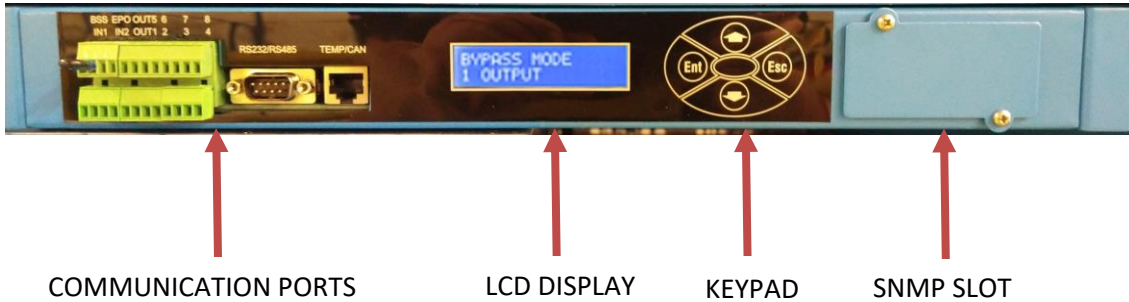 BSS EPO OUT5 6 7 8
IN1 IN2 OUT1 2 3 4
RS232/RS485 TEMP/CAN
BYPASS MODE
1 OUTPUT
Ent Esc
COMMUNICATION PORTS
LCD DISPLAY
KEYPAD
SNMP SLOT